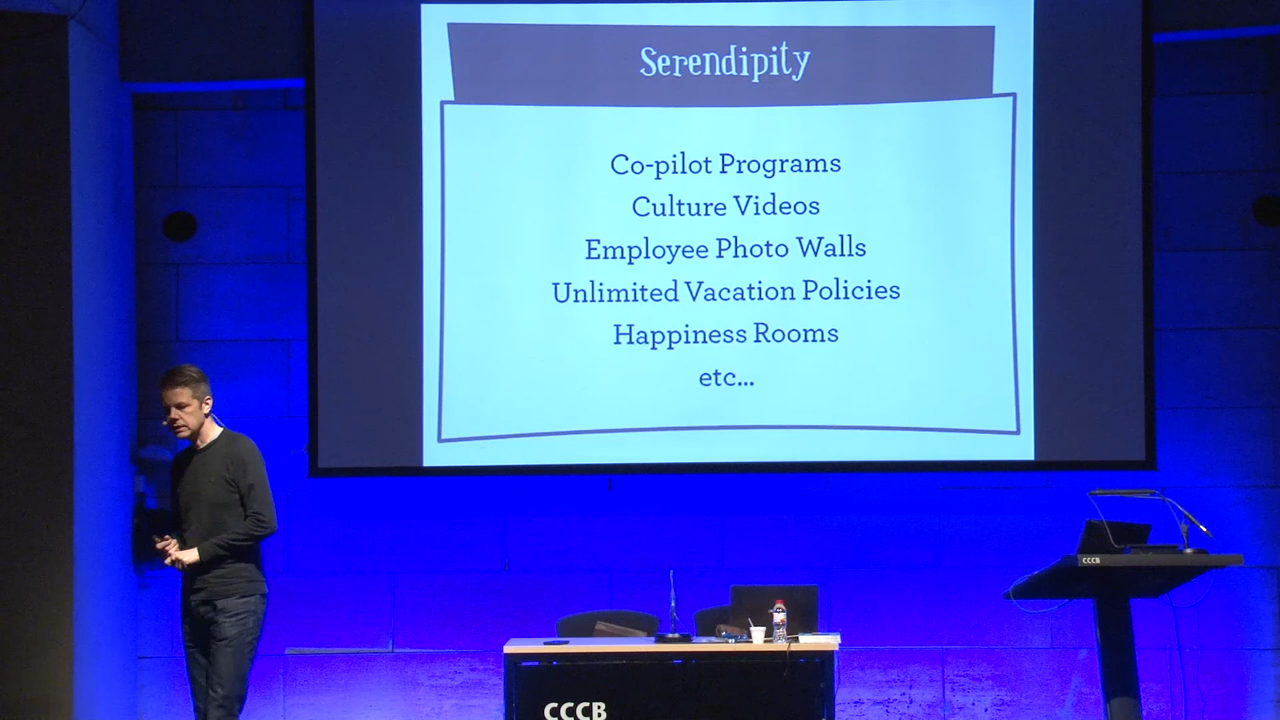 Serendipity
Co-pilot Programs
Culture Videos
Employee Photo Walls
Unlimited Vacation Policies
Happiness Rooms
etc...
CCCB
CCCB